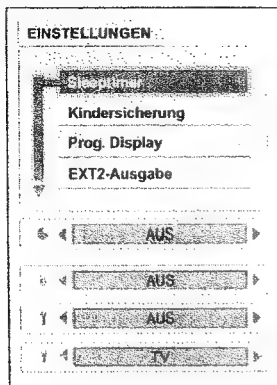 EINSTELLUNGEN
Sleeptimer
Kindersicherung
Prog. Display
EXT2-Ausgabe
AUS
AUS
AUS
TV